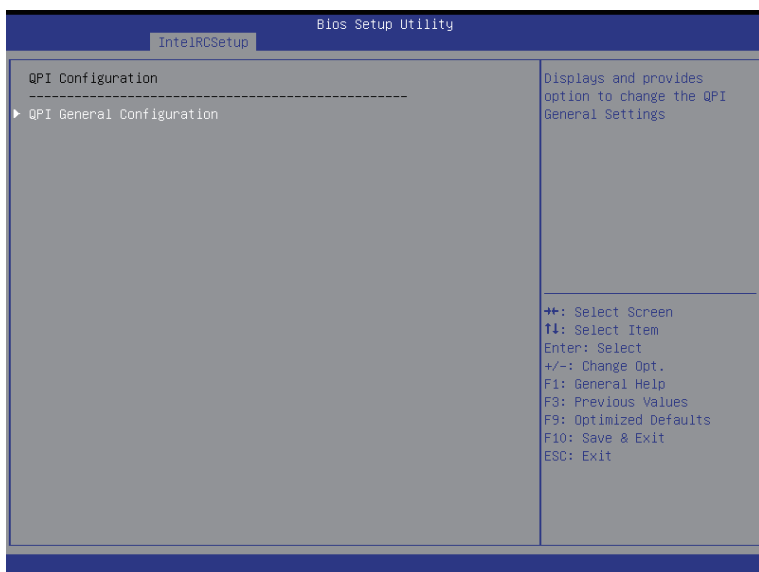 Bios Setup Utility
IntelRCSetup
QPI Configuration
--------------------------------------------------
▶ QPI General Configuration
Displays and provides
option to change the QPI
General Settings
→←: Select Screen
↑↓: Select Item
Enter: Select
+/-: Change Opt.
F1: General Help
F3: Previous Values
F9: Optimized Defaults
F10: Save & Exit
ESC: Exit